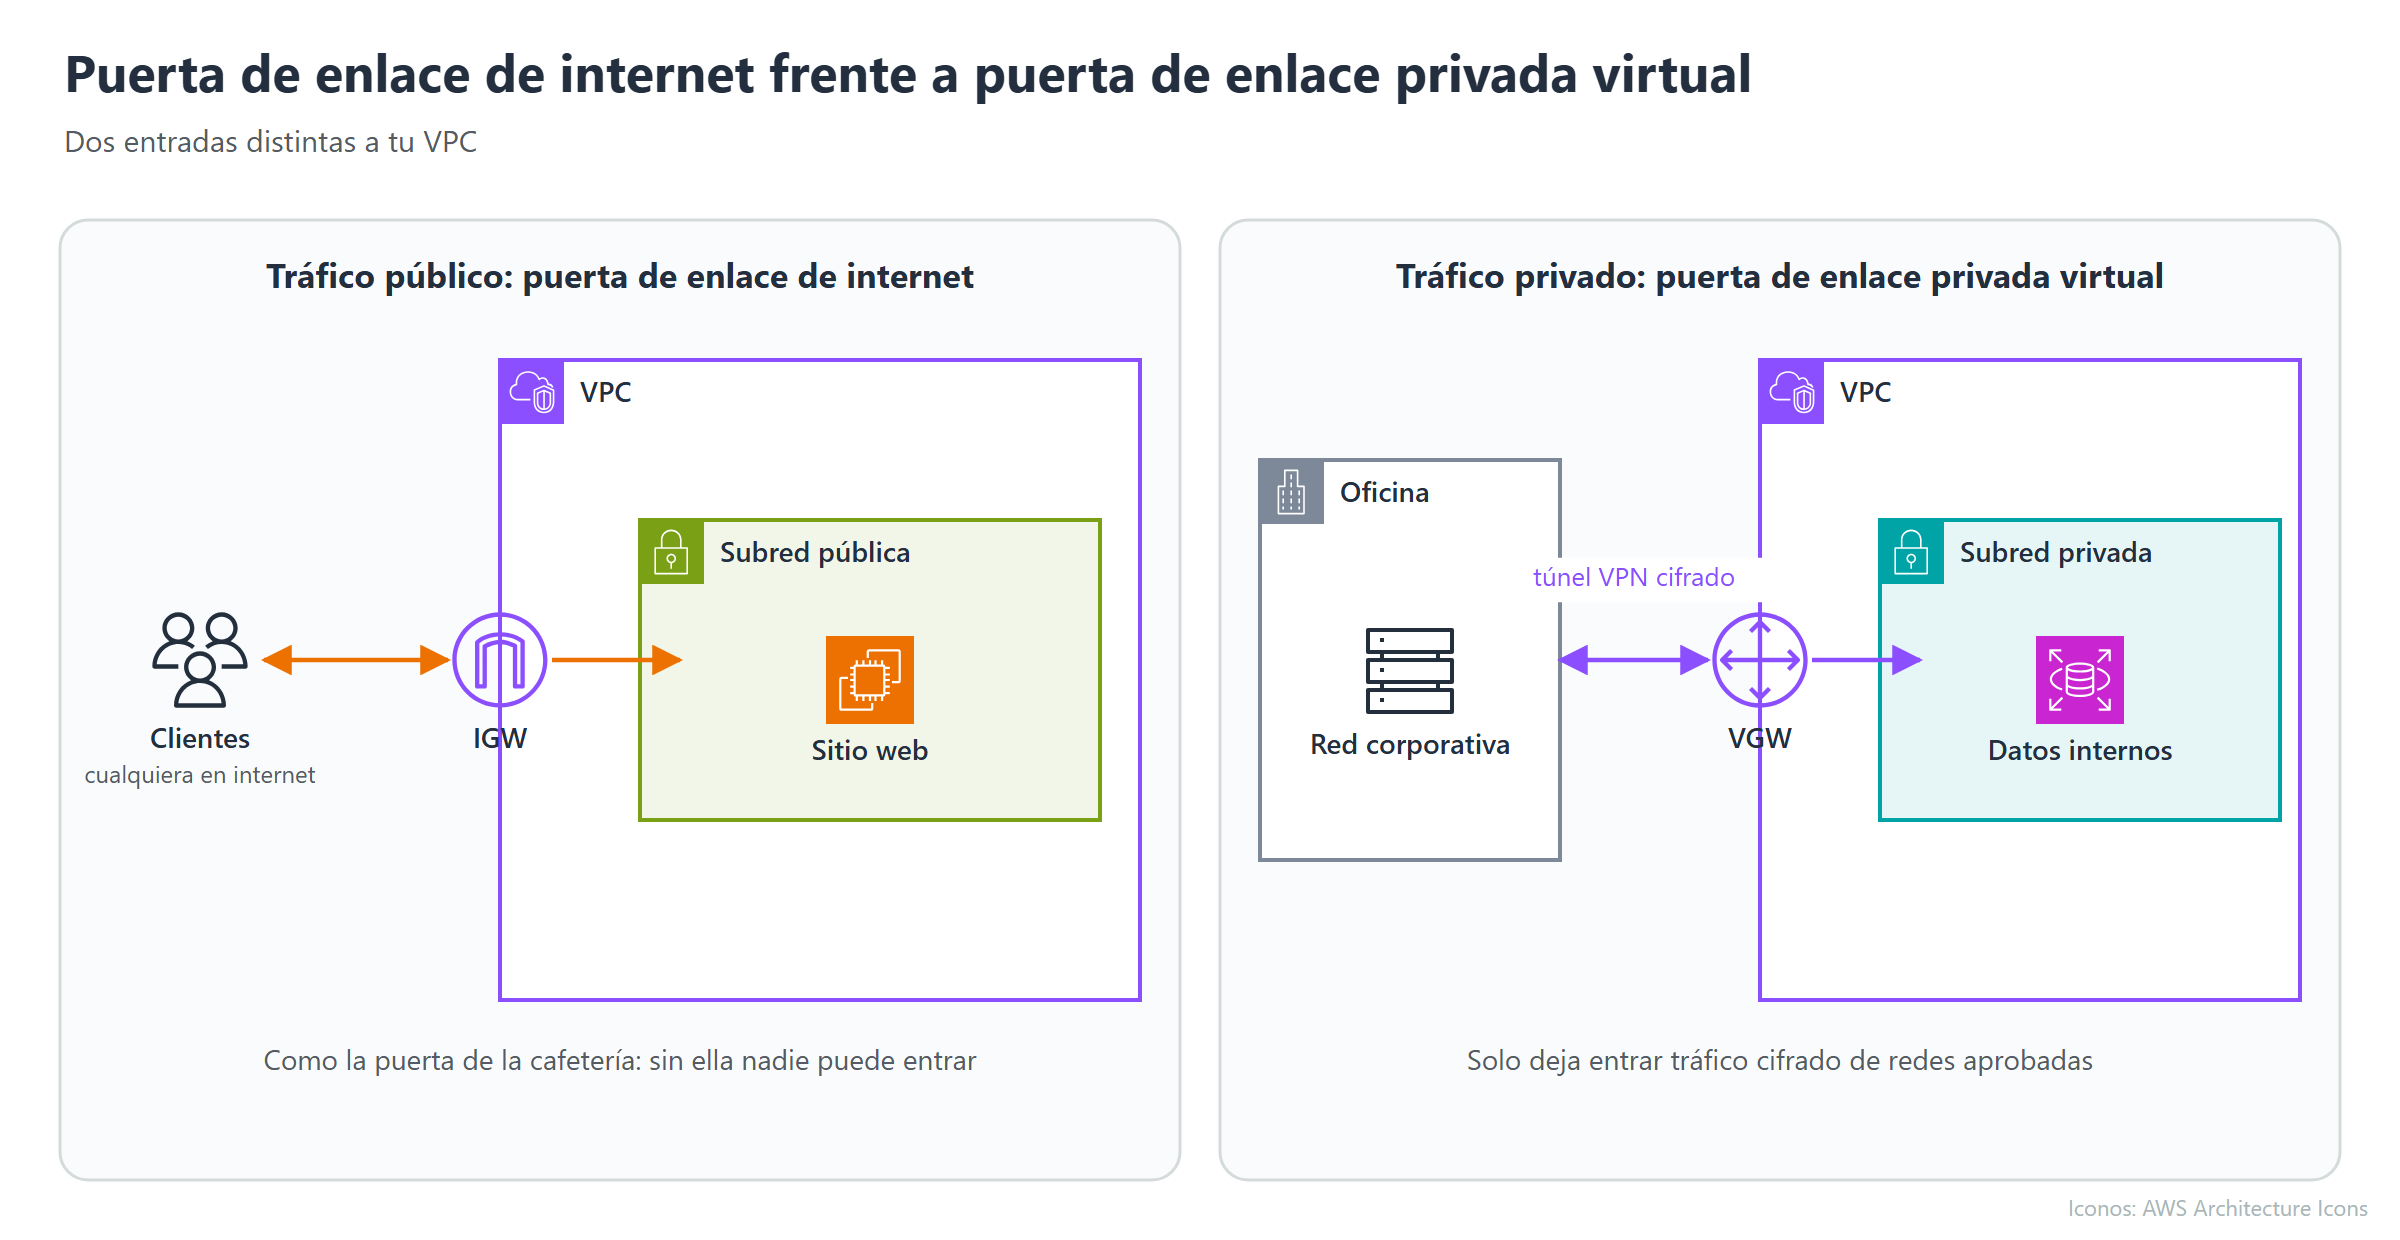 Puerta de enlace de internet frente a puerta de enlace privada virtual
Dos entradas distintas a tu VPC
Tráfico público: puerta de enlace de internet
VPC
Subred pública
Clientes
cualquiera en internet
IGW
Sitio web
Como la puerta de la cafetería: sin ella nadie puede entrar
Tráfico privado: puerta de enlace privada virtual
VPC
Oficina
Subred privada
túnel VPN cifrado
Red corporativa
VGW
Datos internos
Solo deja entrar tráfico cifrado de redes aprobadas
Iconos: AWS Architecture Icons